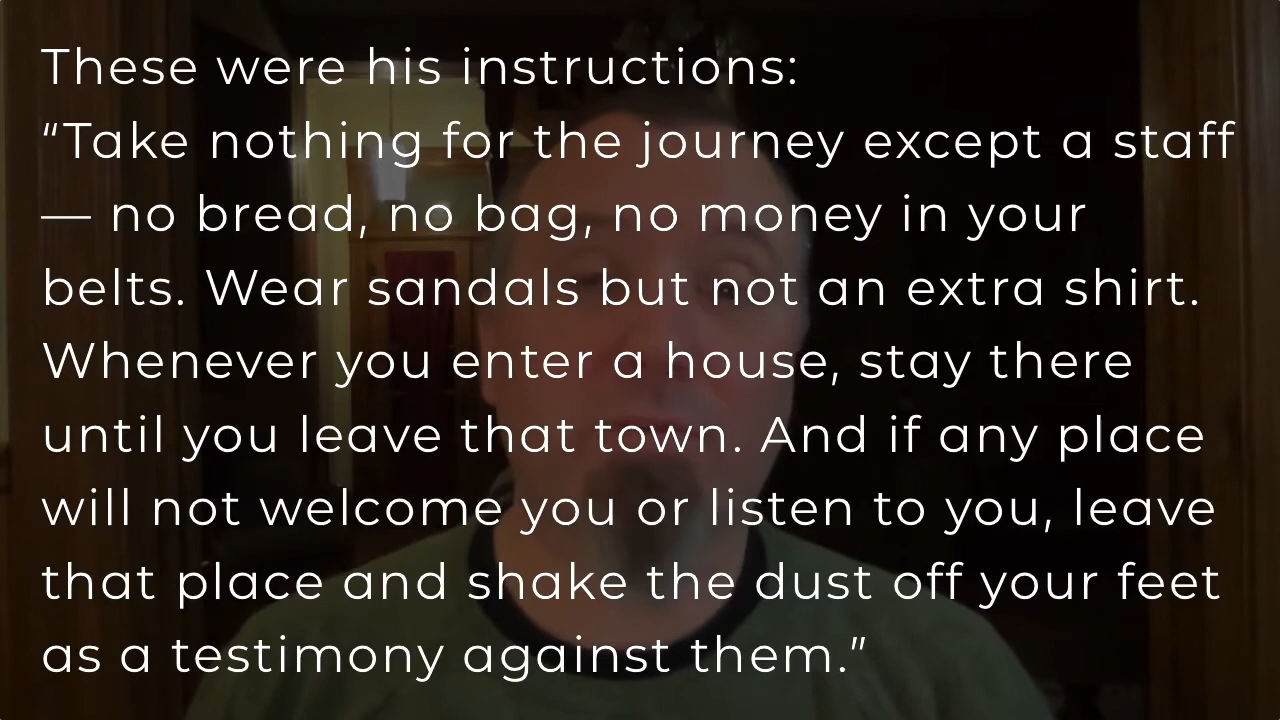 These were his instructions:
“Take nothing for the journey except a staff
— no bread, no bag, no money in your
belts. Wear sandals but not an extra shirt.
Whenever you enter a house, stay there
until you leave that town. And if any place
will not welcome you or listen to you, leave
that place and shake the dust off your feet
as a testimony against them.”